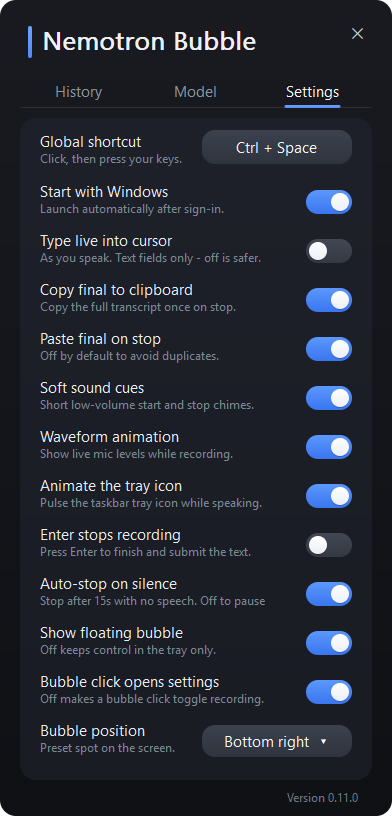 Nemotron Bubble
History
Model
Settings
Global shortcut
Click, then press your keys.
Ctrl + Space
Start with Windows
Launch automatically after sign-in.
Type live into cursor
As you speak. Text fields only - off is safer.
Copy final to clipboard
Copy the full transcript once on stop.
Paste final on stop
Off by default to avoid duplicates.
Soft sound cues
Short low-volume start and stop chimes.
Waveform animation
Show live mic levels while recording.
Animate the tray icon
Pulse the taskbar tray icon while speaking.
Enter stops recording
Press Enter to finish and submit the text.
Auto-stop on silence
Stop after 15s with no speech. Off to pause
Show floating bubble
Off keeps control in the tray only.
Bubble click opens settings
Off makes a bubble click toggle recording.
Bubble position
Preset spot on the screen.
Bottom right
Version 0.11.0